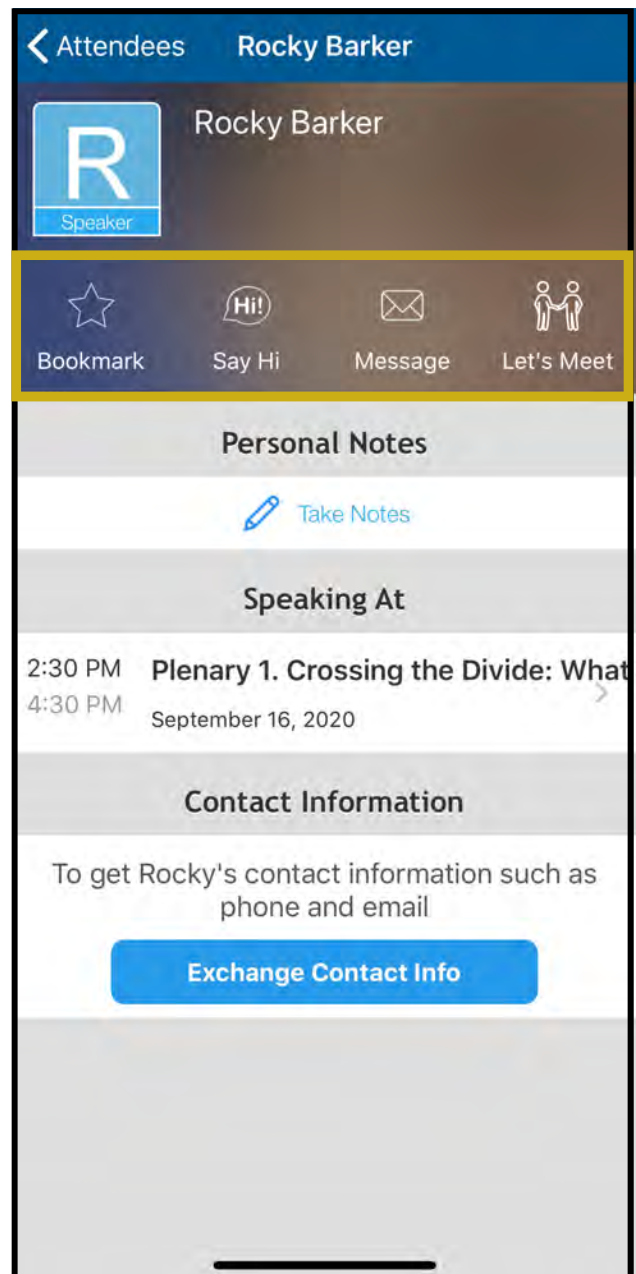 Attendees Rocky Barker
Rocky Barker
R
Speaker
Hi!
Bookmark Say Hi Message Let's Meet
Personal Notes
Take Notes
Speaking At
2:30 PM Plenary 1. Crossing the Divide: What
4:30 PM
September 16, 2020
Contact Information
To get Rocky's contact information such as
phone and email
Exchange Contact Info